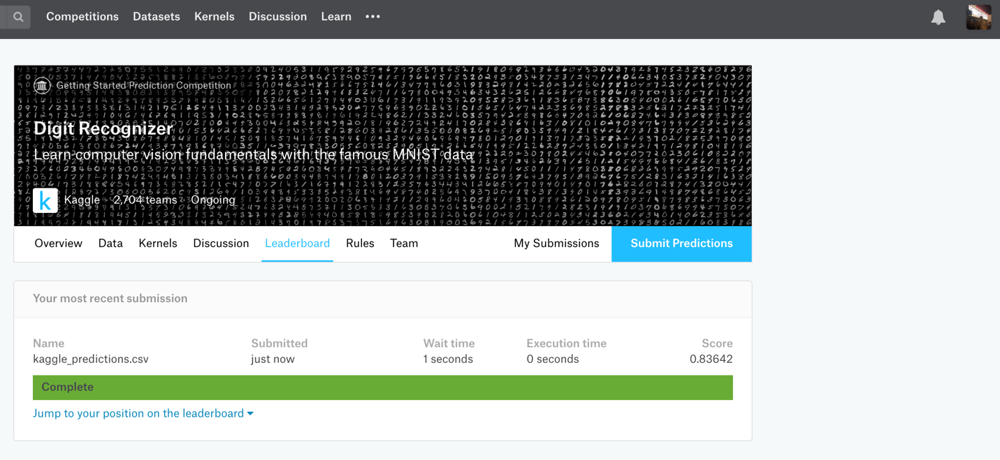 Competitions Datasets Kernels Discussion Learn •••
Getting Started Prediction Competition
Digit Recognizer
Learn computer vision fundamentals with the famous MNIST data
k Kaggle · 2,704 teams · Ongoing
Overview Data Kernels Discussion Leaderboard Rules Team My Submissions Submit Predictions
Your most recent submission
Name Submitted Wait time Execution time Score
kaggle_predictions.csv just now 1 seconds 0 seconds 0.83642
Complete
Jump to your position on the leaderboard